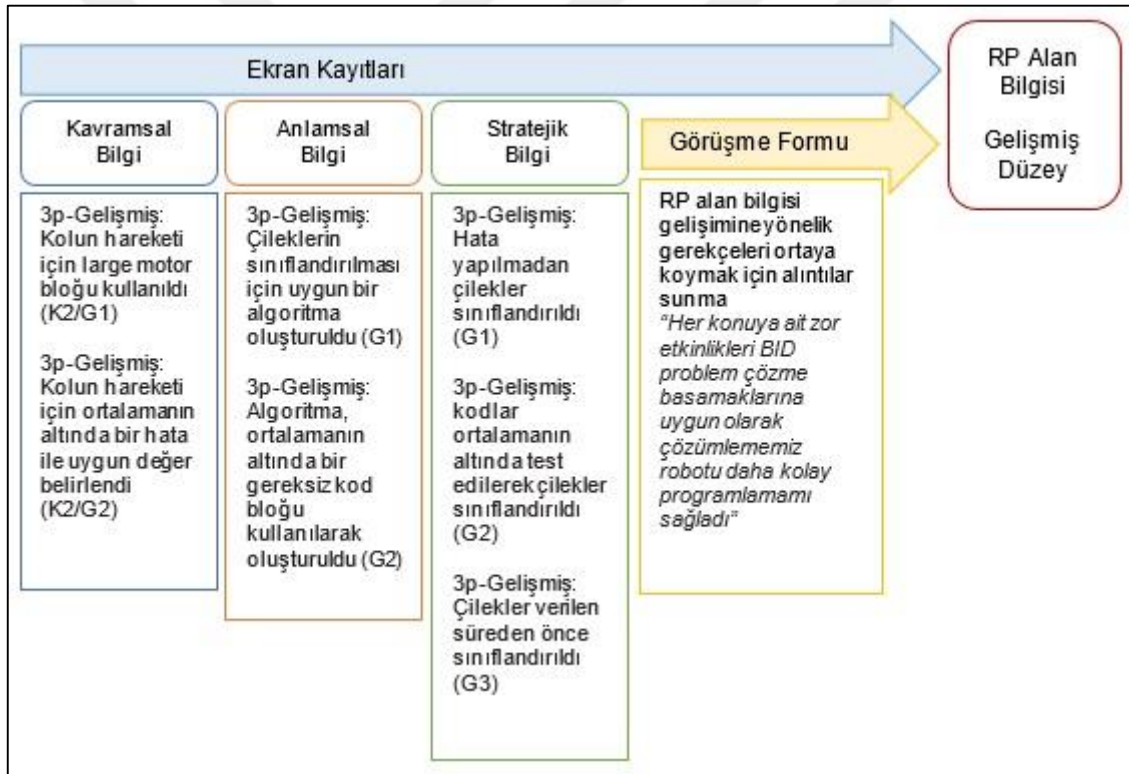 Ekran Kayıtları
RP Alan
Bilgisi
Gelişmiş
Düzey
Kavramsal
Bilgi
3p-Gelişmiş:
Kolun hareketi
için large motor
bloğu kullanıldı
(K2/G1)
3p-Gelişmiş:
Kolun hareketi
için ortalamanın
altında bir hata
ile uygun değer
belirlendi
(K2/G2)
Anlamsal
Bilgi
3p-Gelişmiş:
Çileklerin
sınıflandırılması
için uygun bir
algoritma
oluşturuldu (G1)
3p-Gelişmiş:
Algoritma,
ortalamanın
altında bir
gereksiz kod
bloğu
kullanılarak
oluşturuldu (G2)
Stratejik
Bilgi
3p-Gelişmiş:
Hata
yapılmadan
çilekler
sınıflandırıldı
(G1)
3p-Gelişmiş:
kodlar
ortalamanın
altında test
edilerek çilekler
sınıflandırıldı
(G2)
3p-Gelişmiş:
Çilekler verilen
süreden önce
sınıflandırıldı
(G3)
Görüşme Formu
RP alan bilgisi
gelişimine yönelik
gerekçeleri ortaya
koymak için alıntılar
sunma
“Her konuya ait zor
etkinlikleri BID
problem çözme
basamaklarına
uygun olarak
çözümlememiz
robotu daha kolay
programlamamı
sağladı”